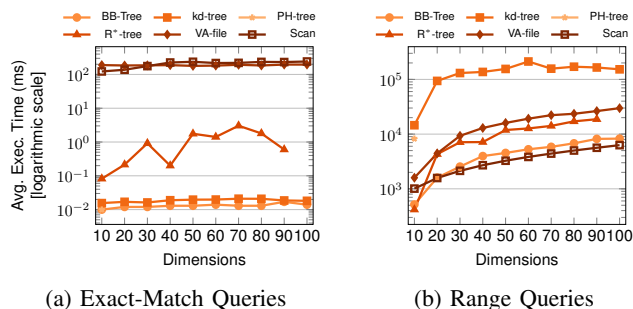 BB-Tree kd-tree PH-tree
R*-tree VA-file Scan
Avg. Exec. Time (ms)
[logarithmic scale]
10²
10¹
10⁰
10⁻¹
10⁻²
10 20 30 40 50 60 70 80 90 100
Dimensions
(a) Exact-Match Queries
BB-Tree kd-tree PH-tree
R*-tree VA-file Scan
10⁵
10⁴
10³
10 20 30 40 50 60 70 80 90 100
Dimensions
(b) Range Queries